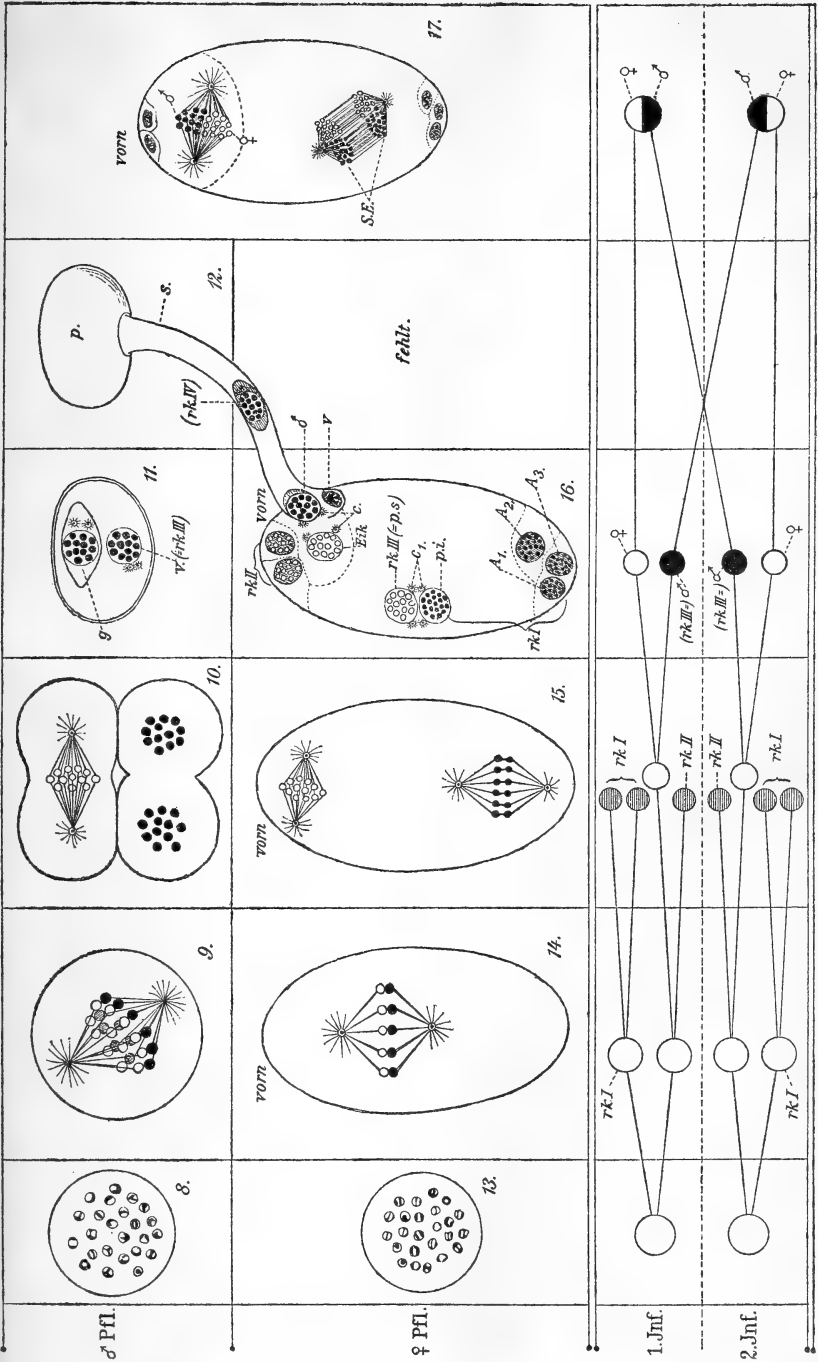 ♂ Pfl.
8.
9.
10.
11.
g
v.(=rk.III)
12.
p.
s.
(rk.IV)
♂
v
17.
vorn
♂
♀
S.E.
♀ Pfl.
13.
14.
vorn
15.
vorn
16.
vorn
rk.II
c.
Eik
rk.III(=p.s)
c₁.
p.i.
A₁.
A₂.
A₃.
rk.I
fehlt.
1.Jnf.
rk.I
rk.I
rk.II
♀
(rk.III=)♂
♀
♂
2.Jnf.
rk.I
rk.II
rk.I
(rk.III=)♂
♀
♂
♀